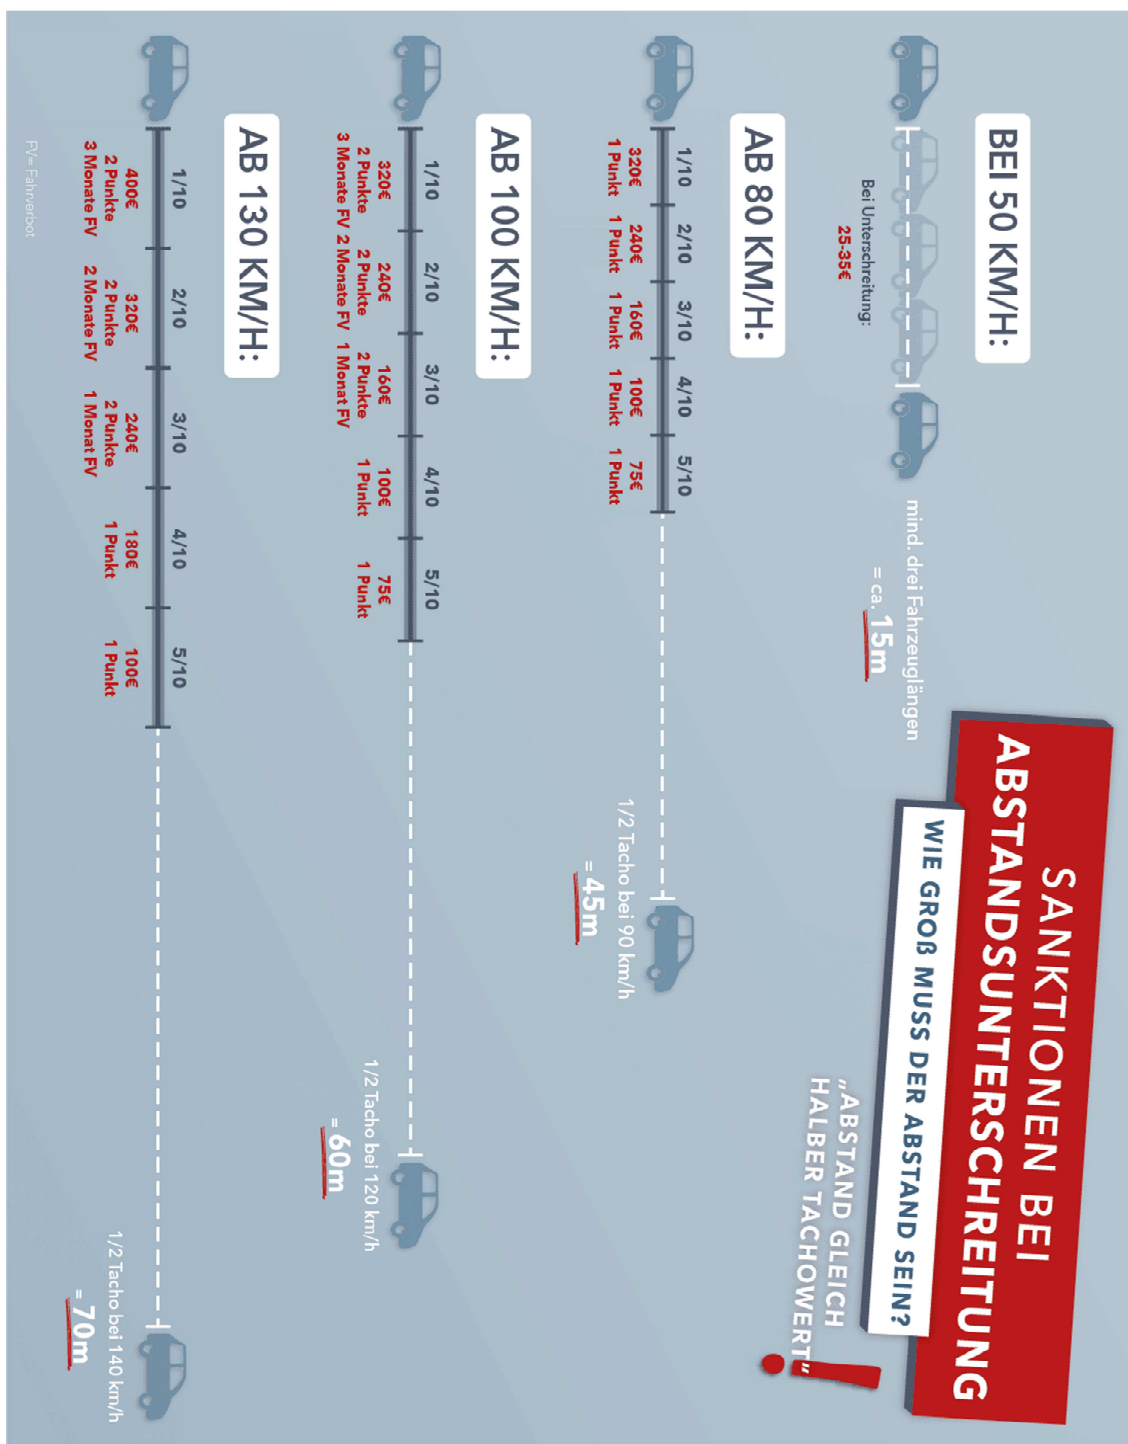 SANKTIONEN BEI
ABSTANDSUNTERSCHREITUNG
WIE GROß MUSS DER ABSTAND SEIN?
„ABSTAND GLEICH
HALBER TACHOWERT“
BEI 50 KM/H:
Bei Unterschreitung:
25-35€
mind. drei Fahrzeuglängen
= ca. 15m
AB 80 KM/H:
1/10 2/10 3/10 4/10 5/10
320€ 240€ 160€ 100€ 75€
1 Punkt 1 Punkt 1 Punkt 1 Punkt 1 Punkt
1/2 Tacho bei 90 km/h
= 45m
AB 100 KM/H:
1/10 2/10 3/10 4/10 5/10
320€ 240€ 160€ 100€ 75€
2 Punkte 2 Punkte 2 Punkte 1 Punkt 1 Punkt
3 Monate FV 2 Monate FV 1 Monat FV
1/2 Tacho bei 120 km/h
= 60m
AB 130 KM/H:
1/10 2/10 3/10 4/10 5/10
400€ 320€ 240€ 180€ 100€
2 Punkte 2 Punkte 2 Punkte 1 Punkt 1 Punkt
3 Monate FV 2 Monate FV 1 Monat FV
1/2 Tacho bei 140 km/h
= 70m
FV= Fahrverbot